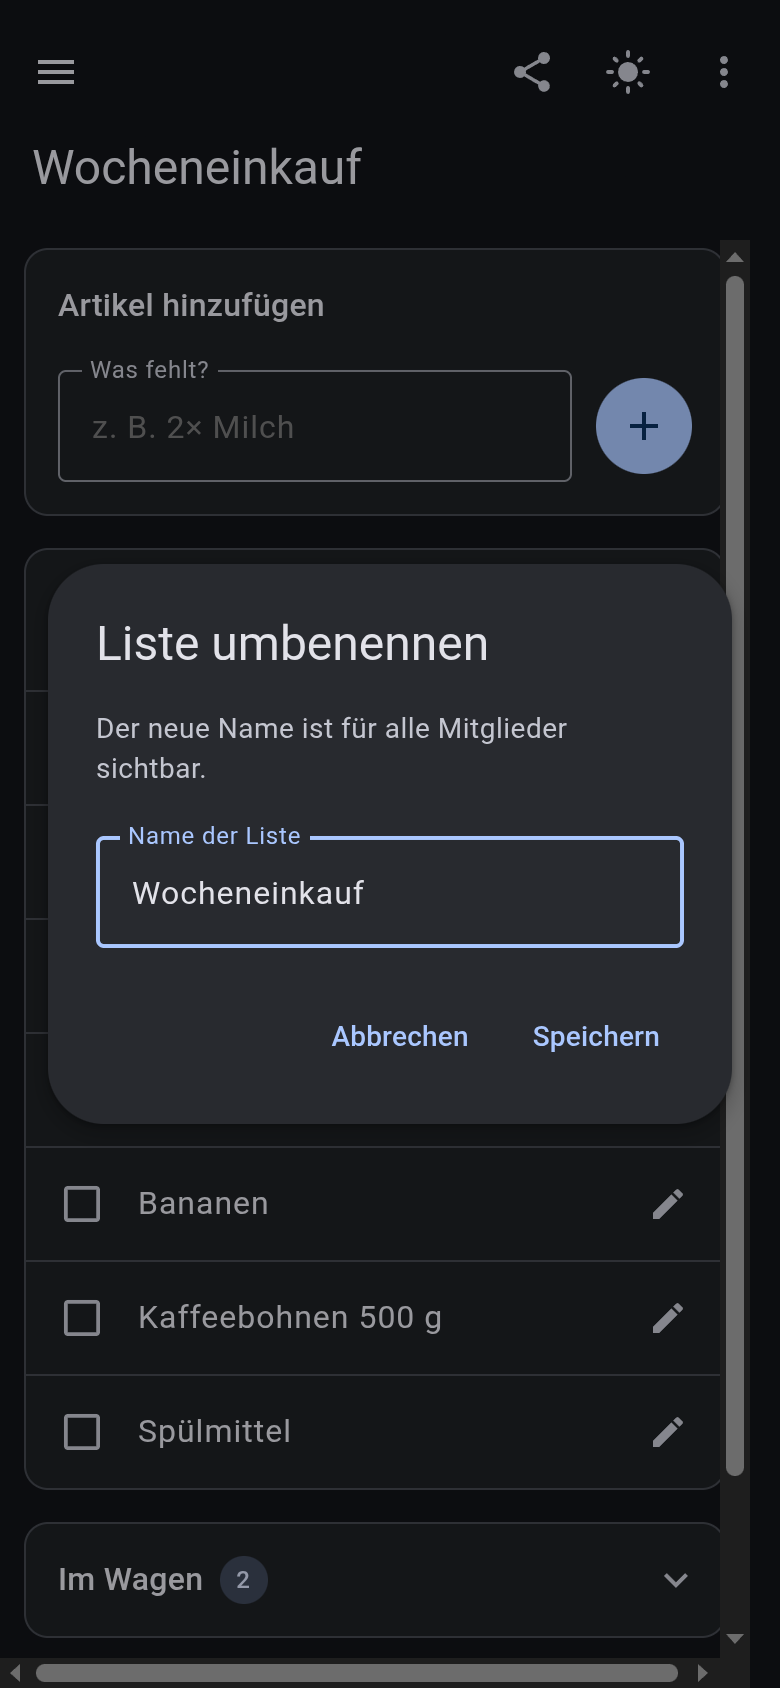 Wocheneinkauf
Artikel hinzufügen
Was fehlt?
z. B. 2× Milch
Liste umbenennen
Der neue Name ist für alle Mitglieder
sichtbar.
Name der Liste
Wocheneinkauf
Abbrechen Speichern
Bananen
Kaffeebohnen 500 g
Spülmittel
Im Wagen 2